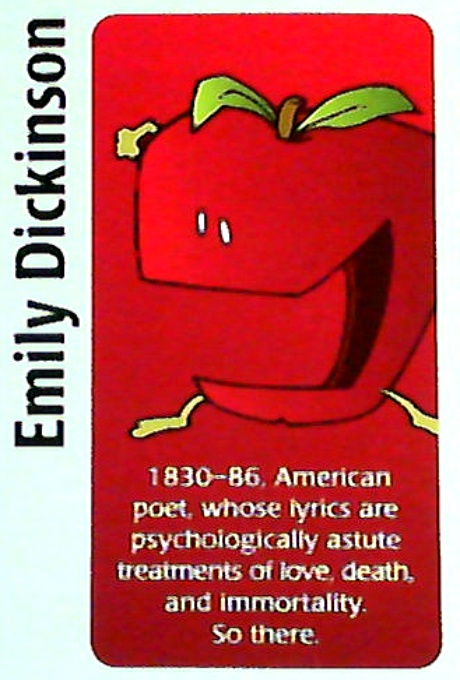 Emily Dickinson
1830-86, American
poet, whose lyrics are
psychologically astute
treatments of love, death,
and immortality.
So there.